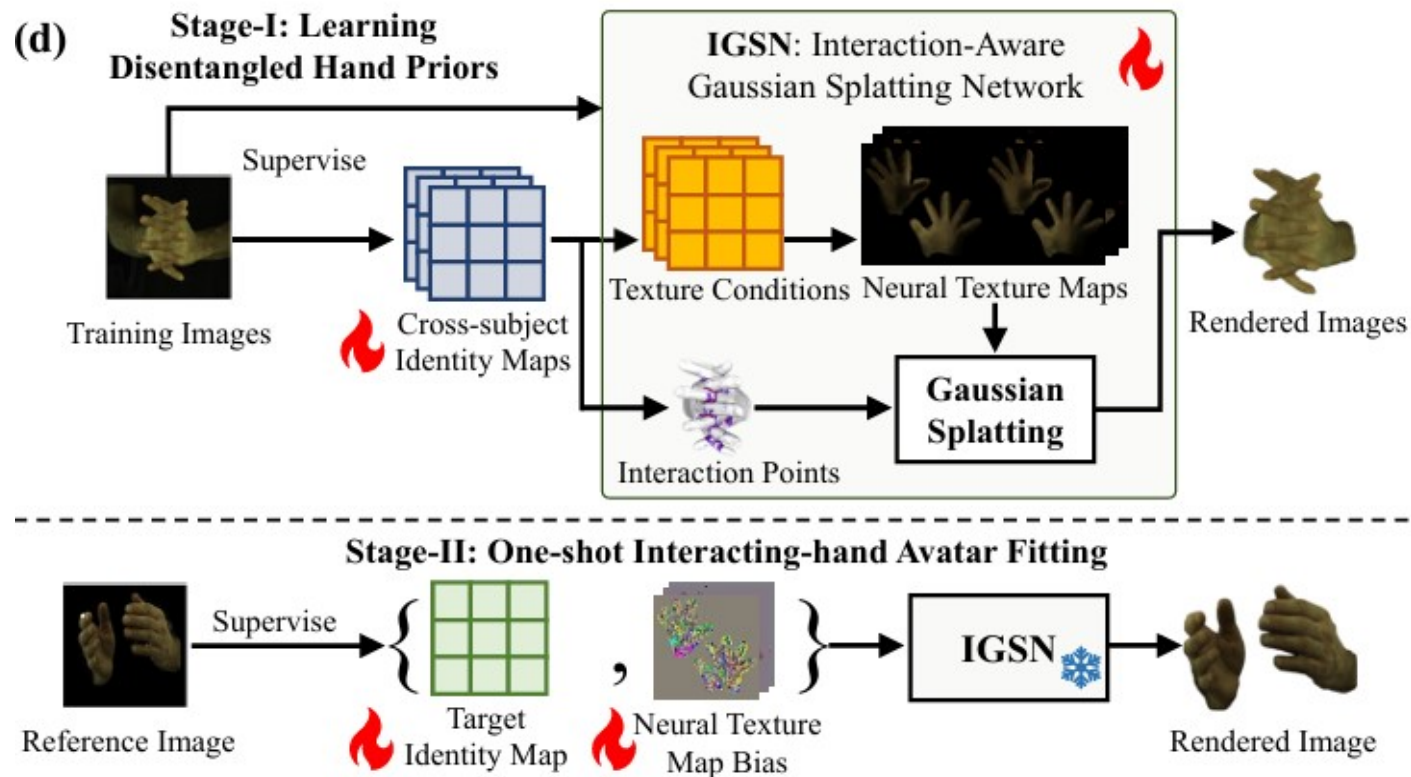 (d)
Stage-I: Learning
Disentangled Hand Priors
IGSN: Interaction-Aware
Gaussian Splatting Network
Supervise
Training Images
Cross-subject
Identity Maps
Texture Conditions
Neural Texture Maps
Interaction Points
Gaussian
Splatting
Rendered Images
Stage-II: One-shot Interacting-hand Avatar Fitting
Reference Image
Supervise
{
Target
Identity Map
,
Neural Texture
Map Bias
}
IGSN
Rendered Image